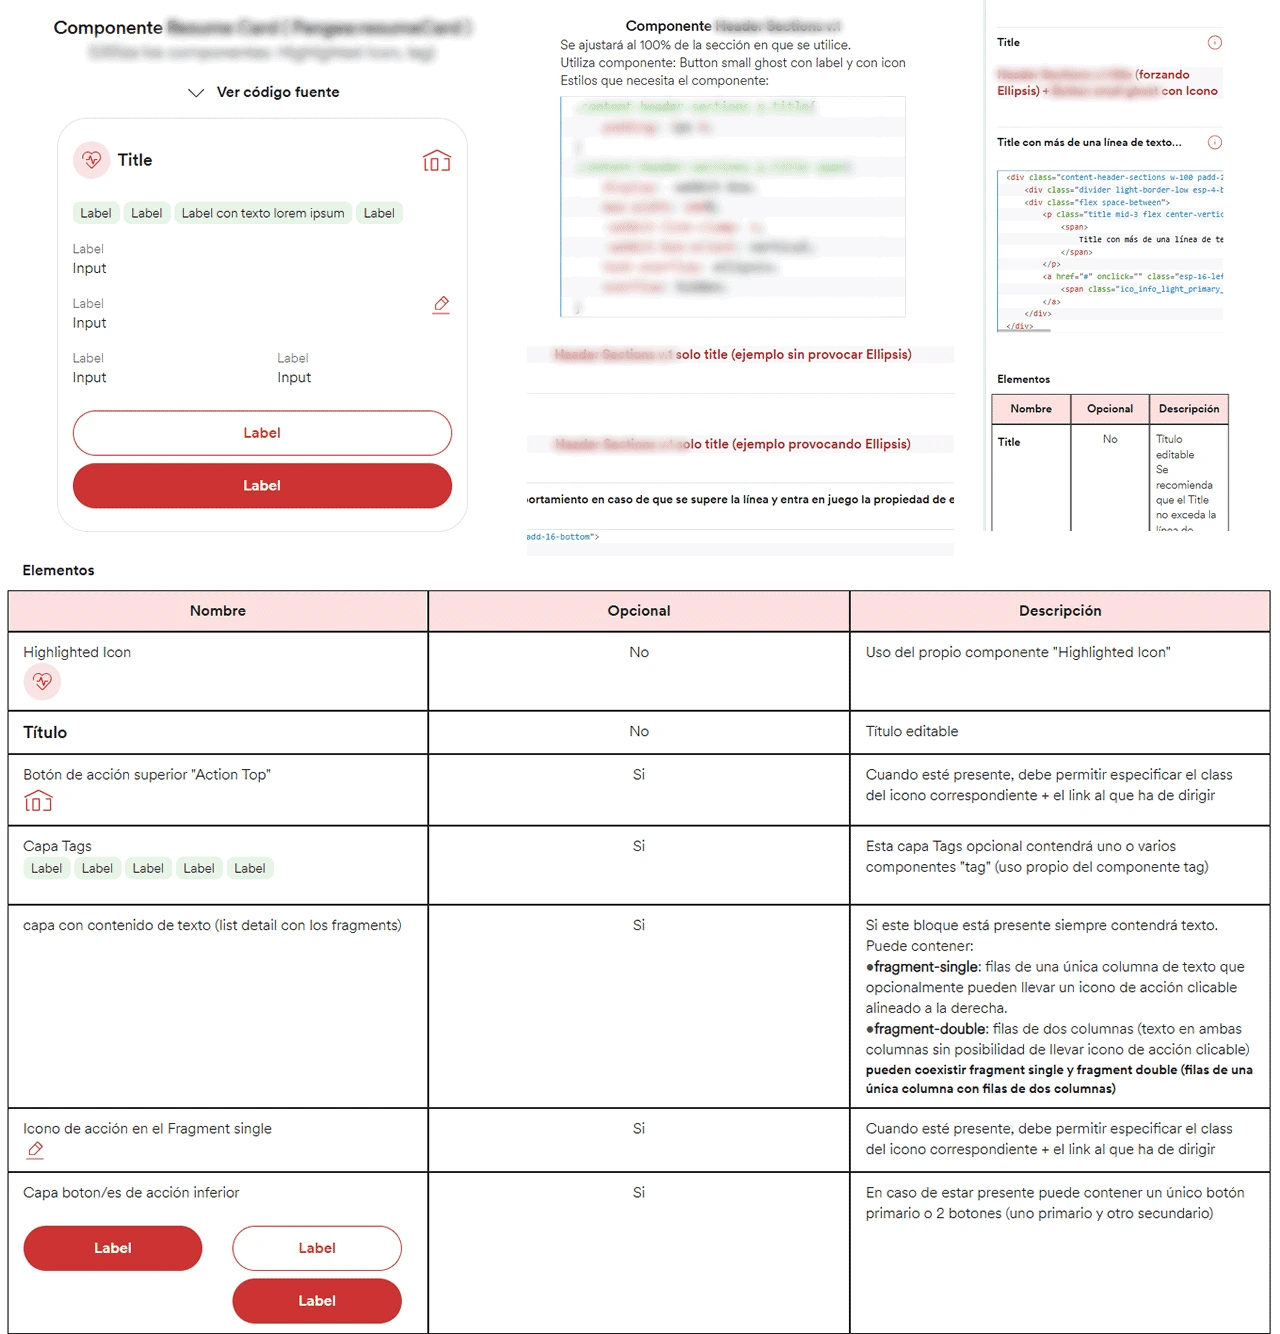 Componente
Ver código fuente
Title
Label Label Label con texto lorem ipsum Label
Label
Input
Label
Input
Label Label
Input Input
Label
Label
Componente
Se ajustará al 100% de la sección en que se utilice.
Utiliza componente: Button small ghost con label y con icon
Estilos que necesita el componente:
solo title (ejemplo sin provocar Ellipsis)
solo title (ejemplo provocando Ellipsis)
ortamiento en caso de que se supere la línea y entra en juego la propiedad de e
add-16-bottom">
Title
(forzando
Ellipsis) + con Icono
Title con más de una línea de texto...
<div class="content-header-sections w-100 padd-2
<div class="divider light-border-low esp-4-b
<div class="flex space-between">
<p class="title mid-3 flex center-vertic
<span>
Title con más de una línea de te
</span>
</p>
<a href="#" onclick="" class="esp-16-lef
<span class="ico_info_light_primary_
</a>
</div>
</div>
Elementos
Nombre Opcional Descripción
Title No Título
editable
Se
recomienda
que el Title
no exceda la
línea de
Elementos
Nombre Opcional Descripción
Highlighted Icon No Uso del propio componente "Highlighted Icon"
Título No Título editable
Botón de acción superior "Action Top" Si Cuando esté presente, debe permitir especificar el class
del icono correspondiente + el link al que ha de dirigir
Capa Tags Si Esta capa Tags opcional contendrá uno o varios
Label Label Label Label Label componentes "tag" (uso propio del componente tag)
capa con contenido de texto (list detail con los fragments) Si Si este bloque está presente siempre contendrá texto.
Puede contener:
●fragment-single: filas de una única columna de texto que
opcionalmente pueden llevar un icono de acción clicable
alineado a la derecha.
●fragment-double: filas de dos columnas (texto en ambas
columnas sin posibilidad de llevar icono de acción clicable)
pueden coexistir fragment single y fragment double (filas de una
única columna con filas de dos columnas)
Icono de acción en el Fragment single Si Cuando esté presente, debe permitir especificar el class
del icono correspondiente + el link al que ha de dirigir
Capa boton/es de acción inferior Si En caso de estar presente puede contener un único botón
primario o 2 botones (uno primario y otro secundario)
Label Label
Label